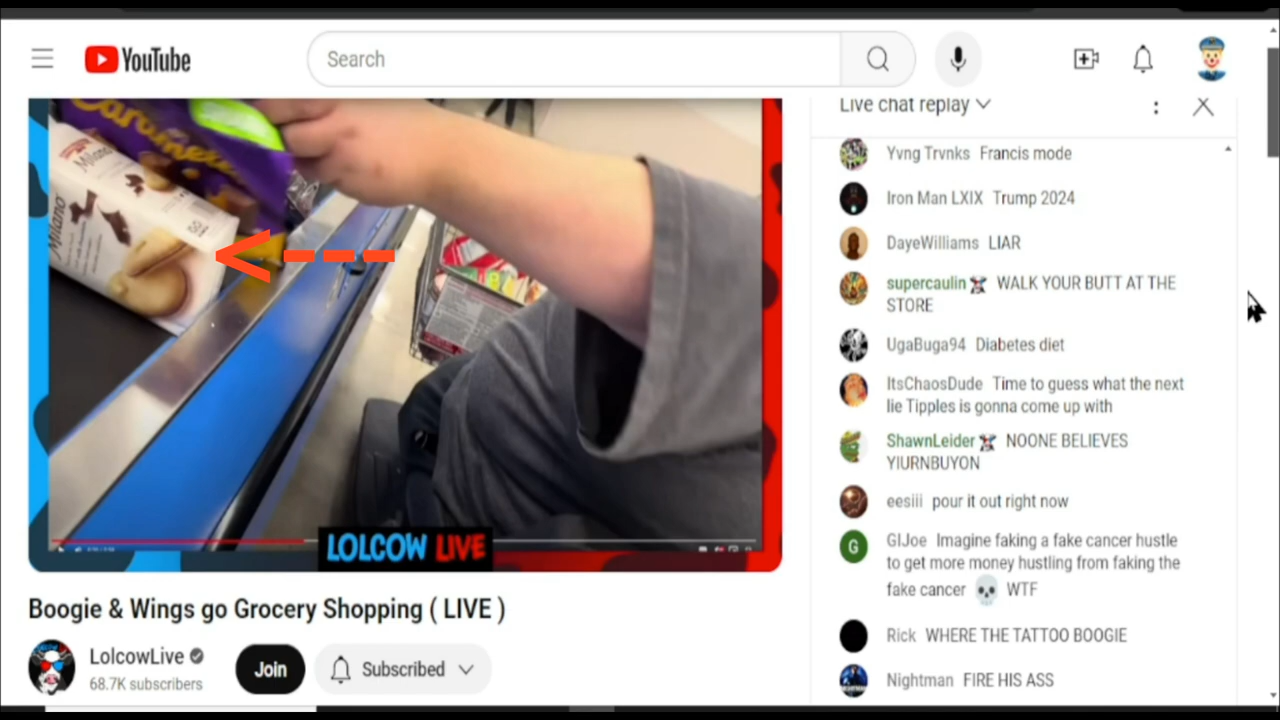 YouTube
Search
Live chat replay
Caramel
Milano
Milano
Yvng Trvnks Francis mode
Iron Man LXIX Trump 2024
DayeWilliams LIAR
supercaulin WALK YOUR BUTT AT THE
STORE
UgaBuga94 Diabetes diet
ItsChaosDude Time to guess what the next
lie Tipples is gonna come up with
ShawnLeider NOONE BELIEVES
YIURNBUYON
eesiii pour it out right now
G
GIJoe Imagine faking a fake cancer hustle
to get more money hustling from faking the
fake cancer 💀 WTF
Rick WHERE THE TATTOO BOOGIE
Nightman FIRE HIS ASS
LOLCOW LIVE
Boogie & Wings go Grocery Shopping ( LIVE )
LolcowLive
68.7K subscribers
Join
Subscribed